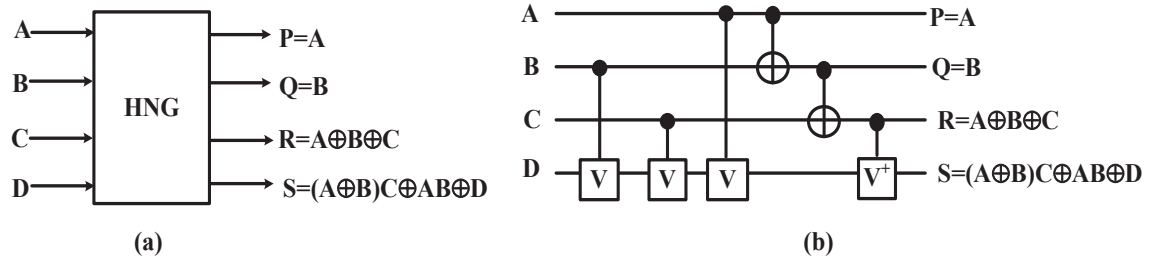 A
B
C
D
HNG
P=A
Q=B
R=A⊕B⊕C
S=(A⊕B)C⊕AB⊕D
(a)
A
B
C
D
V
V
V
V⁺
P=A
Q=B
R=A⊕B⊕C
S=(A⊕B)C⊕AB⊕D
(b)